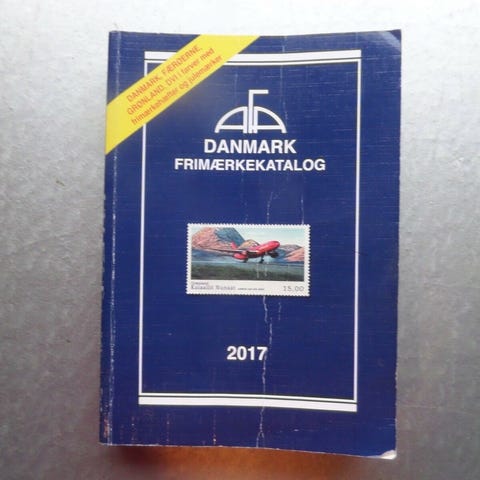 DANMARK, FÆRØERNE,
GRØNLAND, DVI i farver med
frimærkehæfter og julemærker
AFA
DANMARK
FRIMÆRKEKATALOG
Kalaallit Nunaat
15.00
2017